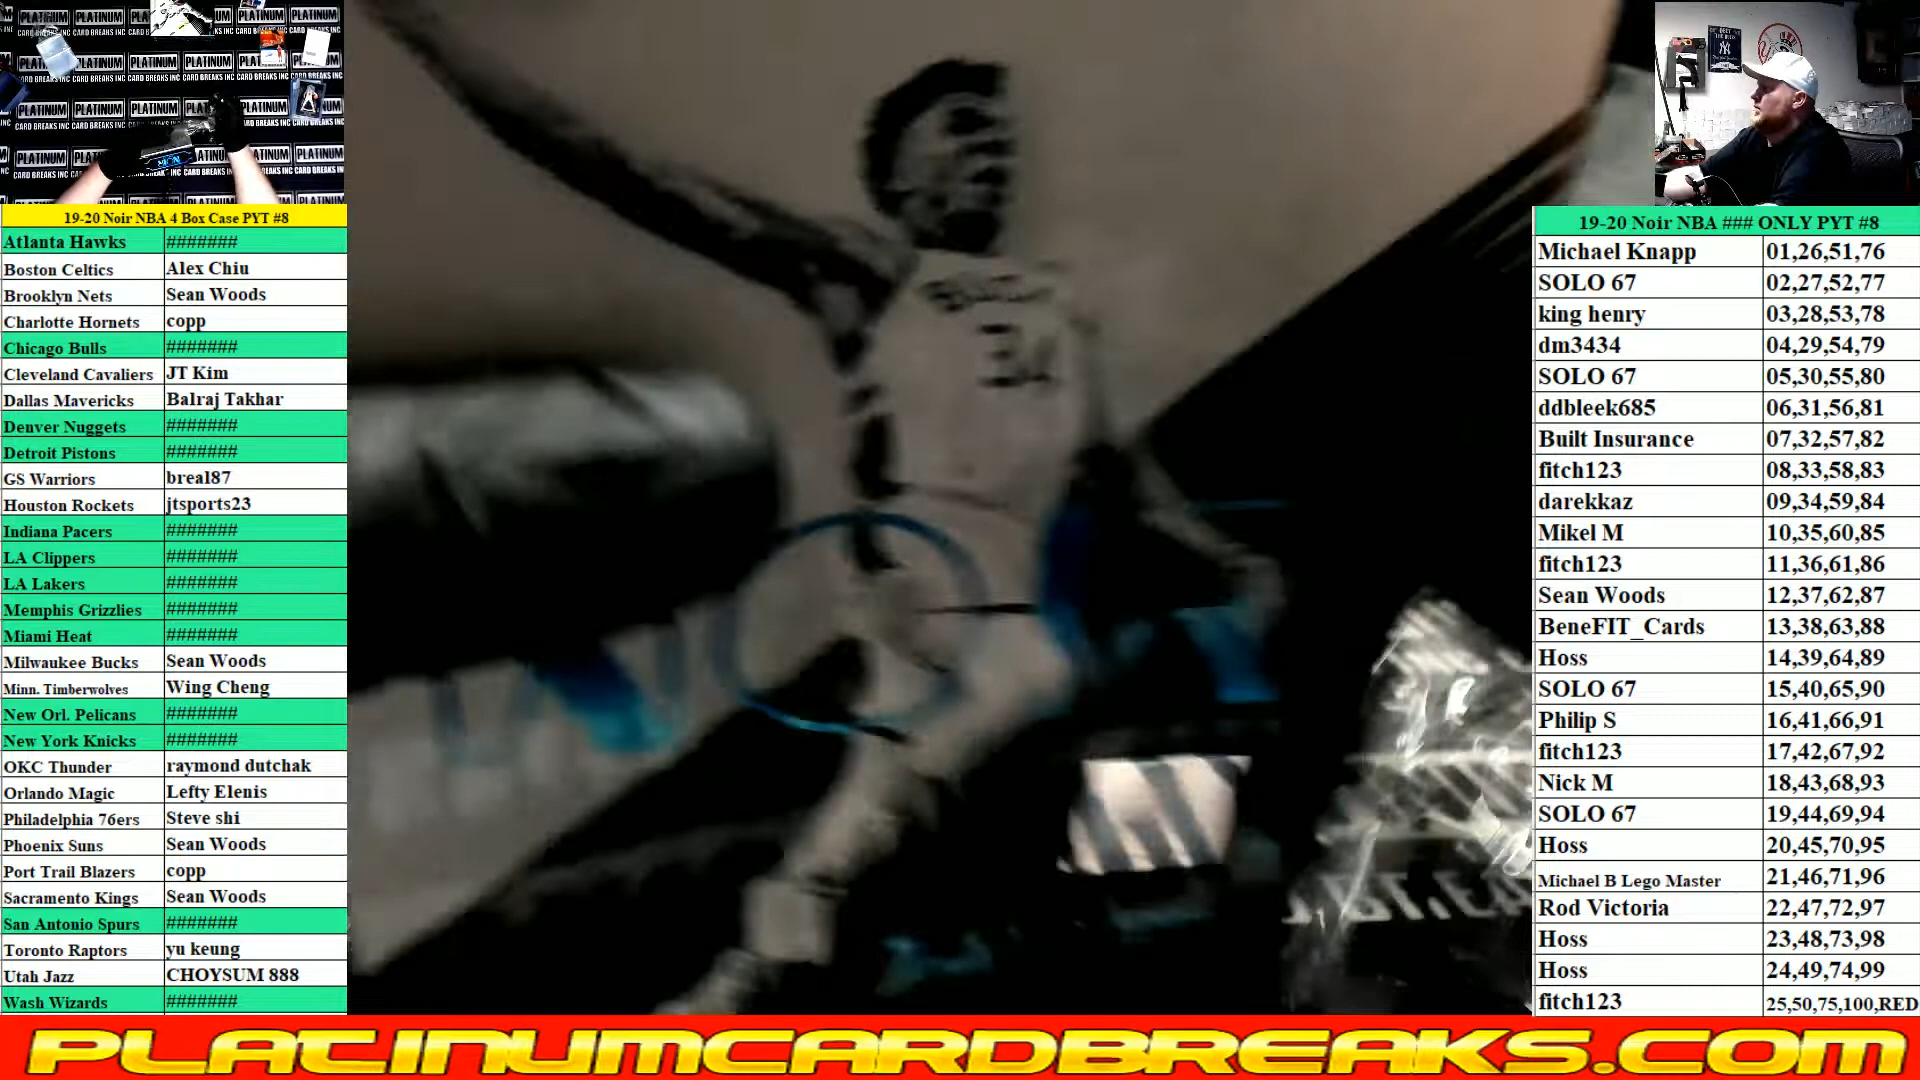 19-20 Noir NBA 4 Box Case PYT #8
Atlanta Hawks #######
Boston Celtics Alex Chiu
Brooklyn Nets Sean Woods
Charlotte Hornets copp
Chicago Bulls #######
Cleveland Cavaliers JT Kim
Dallas Mavericks Balraj Takhar
Denver Nuggets #######
Detroit Pistons #######
GS Warriors breal87
Houston Rockets jtsports23
Indiana Pacers #######
LA Clippers #######
LA Lakers #######
Memphis Grizzlies #######
Miami Heat #######
Milwaukee Bucks Sean Woods
Minn. Timberwolves Wing Cheng
New Orl. Pelicans #######
New York Knicks #######
OKC Thunder raymond dutchak
Orlando Magic Lefty Elenis
Philadelphia 76ers Steve shi
Phoenix Suns Sean Woods
Port Trail Blazers copp
Sacramento Kings Sean Woods
San Antonio Spurs #######
Toronto Raptors yu keung
Utah Jazz CHOYSUM 888
Wash Wizards #######
19-20 Noir NBA ### ONLY PYT #8
Michael Knapp 01,26,51,76
SOLO 67 02,27,52,77
king henry 03,28,53,78
dm3434 04,29,54,79
SOLO 67 05,30,55,80
ddbleek685 06,31,56,81
Built Insurance 07,32,57,82
fitch123 08,33,58,83
darekkaz 09,34,59,84
Mikel M 10,35,60,85
fitch123 11,36,61,86
Sean Woods 12,37,62,87
BeneFIT_Cards 13,38,63,88
Hoss 14,39,64,89
SOLO 67 15,40,65,90
Philip S 16,41,66,91
fitch123 17,42,67,92
Nick M 18,43,68,93
SOLO 67 19,44,69,94
Hoss 20,45,70,95
Michael B Lego Master 21,46,71,96
Rod Victoria 22,47,72,97
Hoss 23,48,73,98
Hoss 24,49,74,99
fitch123 25,50,75,100,RED
PLATINUMCARDBREAKS.COM